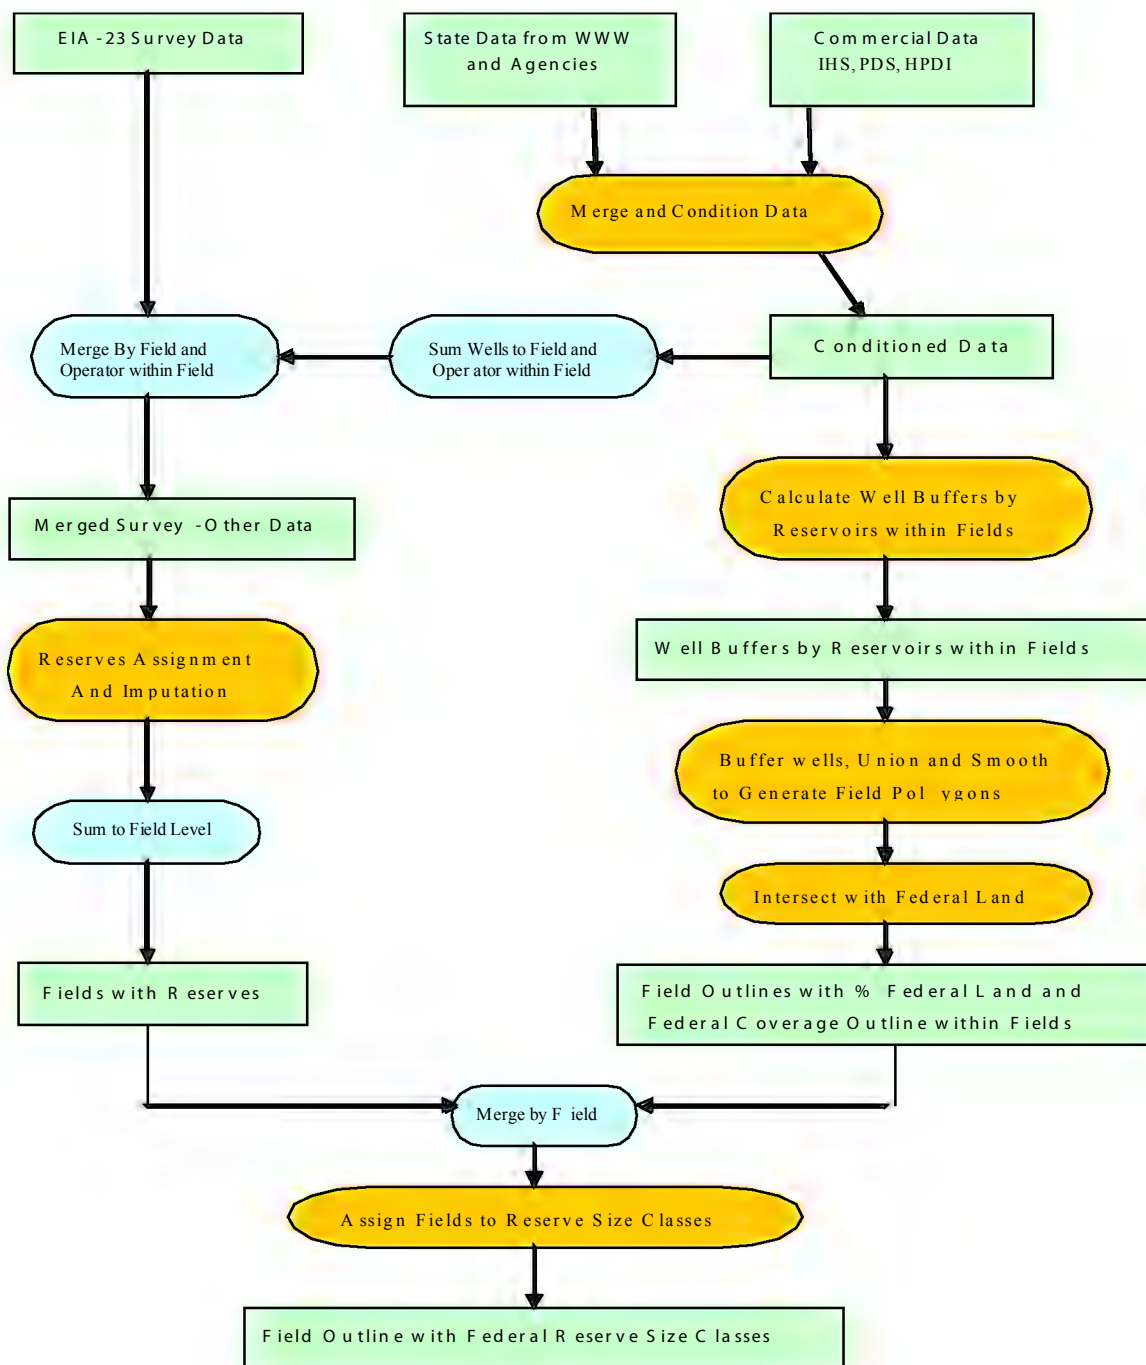 EIA -23 Survey Data
State Data from WWW
and Agencies
Commercial Data
IHS, PDS, HPDI
Merge and Condition Data
Merge By Field and
Operator within Field
Sum Wells to Field and
Oper ator within Field
Conditioned Data
Calculate Well Buffers by
Reservoirs within Fields
Merged Survey -Other Data
Reserves Assignment
And Imputation
Well Buffers by Reservoirs within Fields
Buffer wells, Union and Smooth
to Generate Field Pol ygons
Sum to Field Level
Intersect with Federal Land
Fields with Reserves
Field Outlines with % Federal Land and
Federal Coverage Outline within Fields
Merge by F ield
Assign Fields to Reserve Size Classes
Field Outline with Federal Reserve Size Classes